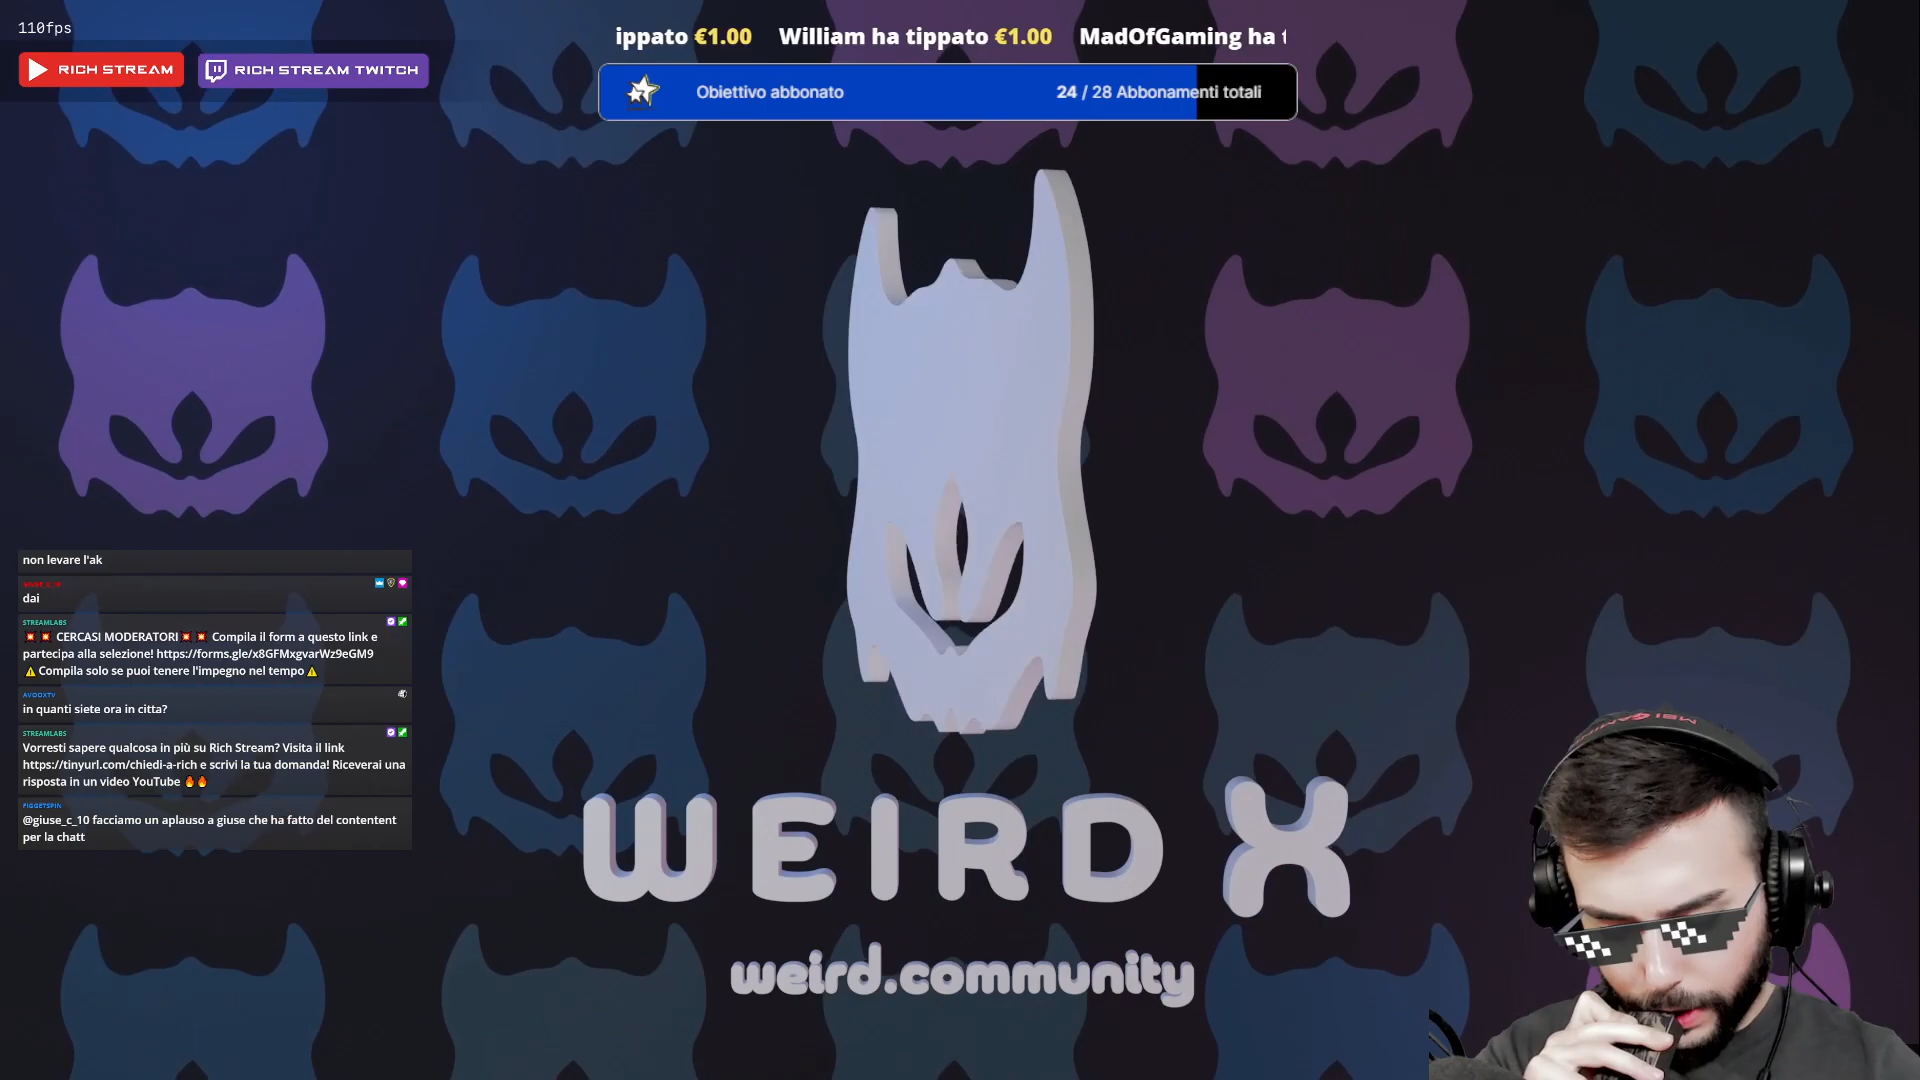 110fps
RICH STREAM
RICH STREAM TWITCH
ippato €1.00 William ha tippato €1.00 MadOfGaming ha
Obiettivo abbonato
24 / 28 Abbonamenti totali
non levare l'ak
dai
STREAMLABS
💥 💥 CERCASI MODERATORI💥 💥 Compila il form a questo link e
partecipa alla selezione! https://forms.gle/x8GFMxgvarWz9eGM9
⚠Compila solo se puoi tenere l'impegno nel tempo⚠
AVOOXTV
in quanti siete ora in citta?
STREAMLABS
Vorresti sapere qualcosa in più su Rich Stream? Visita il link
https://tinyurl.com/chiedi-a-rich e scrivi la tua domanda! Riceverai una
risposta in un video YouTube 🔥🔥
FIGGETSPIN
@giuse_c_10 facciamo un aplauso a giuse che ha fatto del contentent
per la chatt
WEIRD X
weird.community